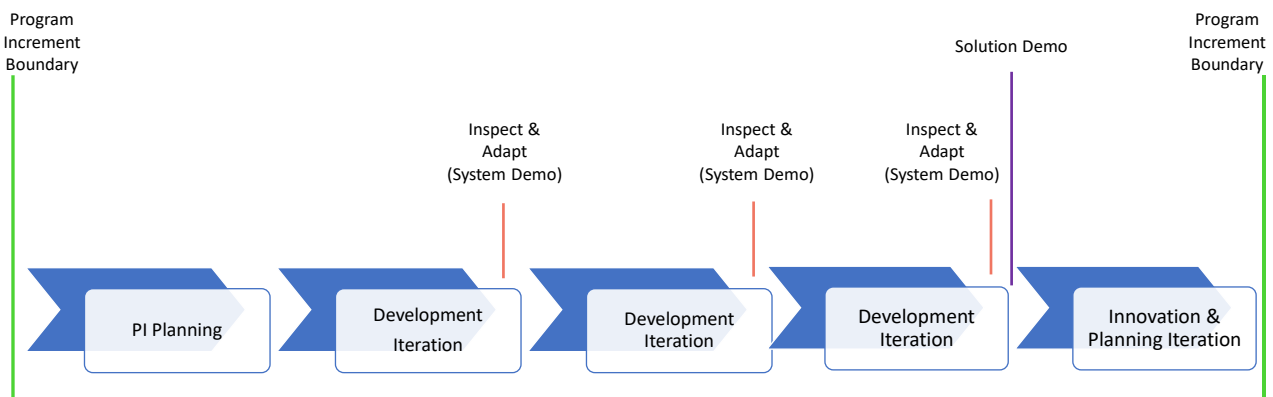 Program
Increment
Boundary
Solution Demo
Program
Increment
Boundary
Inspect &
Adapt
(System Demo)
Inspect &
Adapt
(System Demo)
Inspect &
Adapt
(System Demo)
PI Planning
Development
Iteration
Development
Iteration
Development
Iteration
Innovation &
Planning Iteration